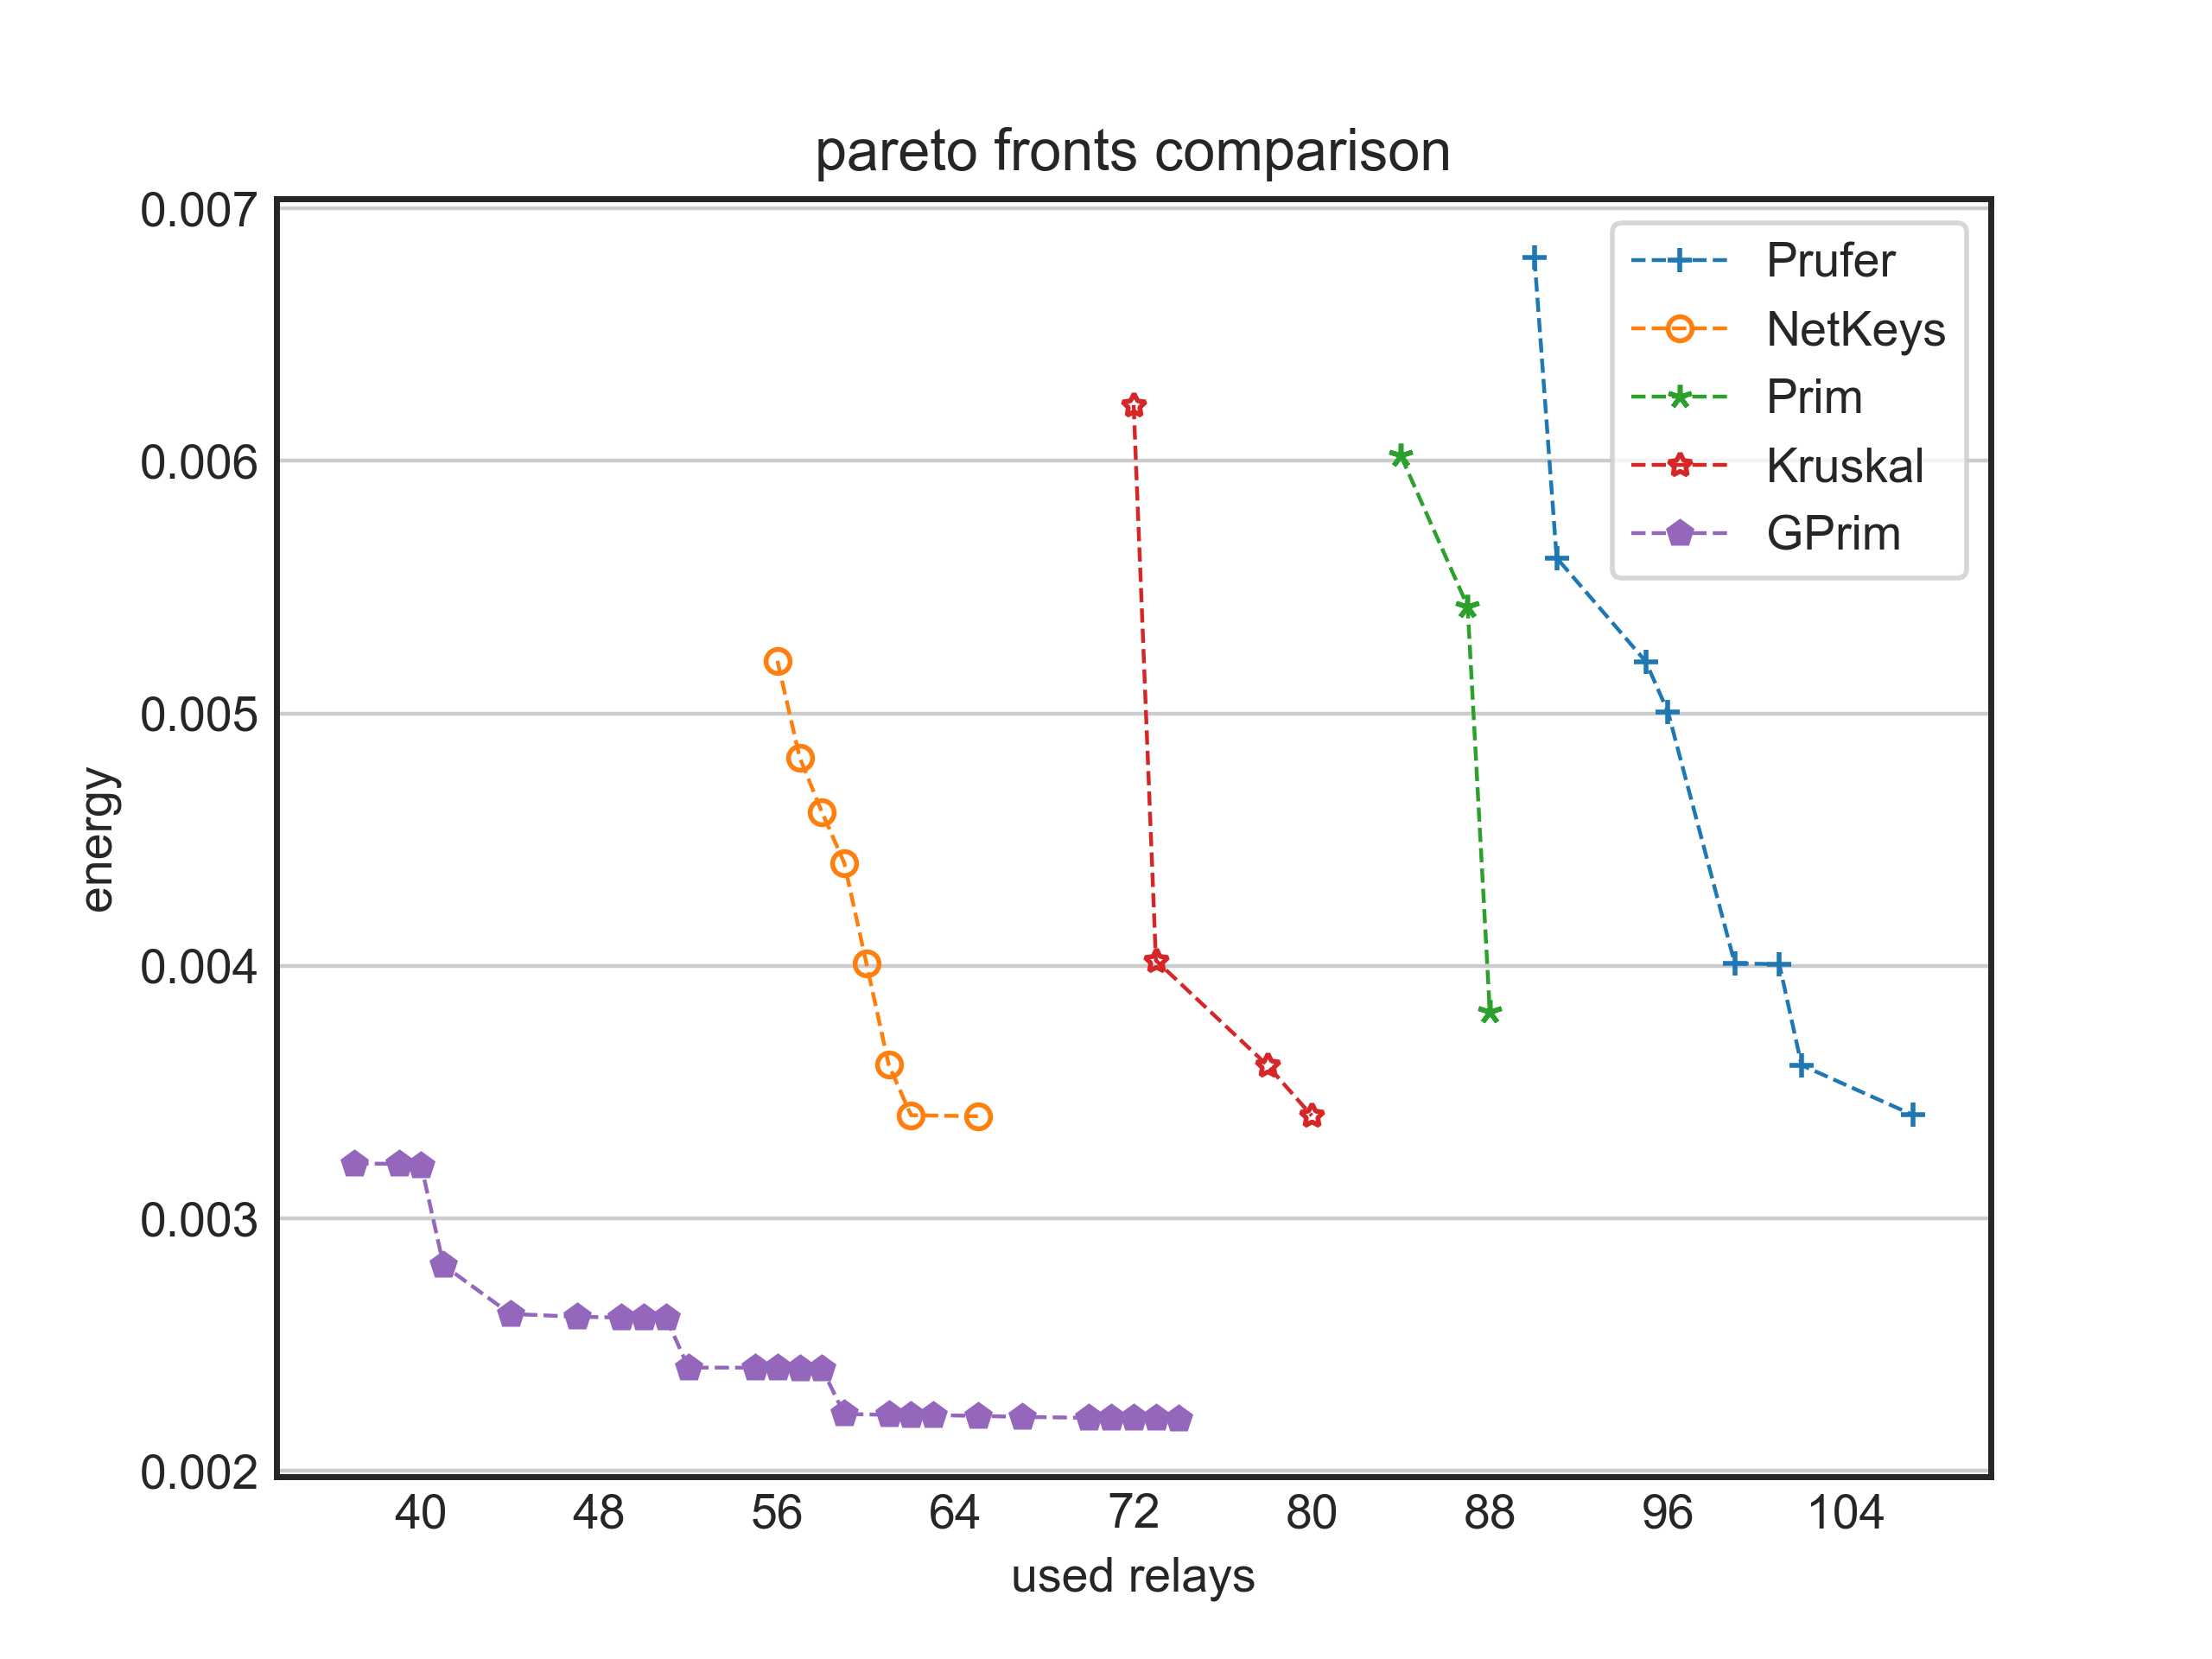 pareto fronts comparison
0.007
0.006
0.005
0.004
0.003
0.002
energy
Prufer
NetKeys
Prim
Kruskal
GPrim
40 48 56 64 72 80 88 96 104
used relays